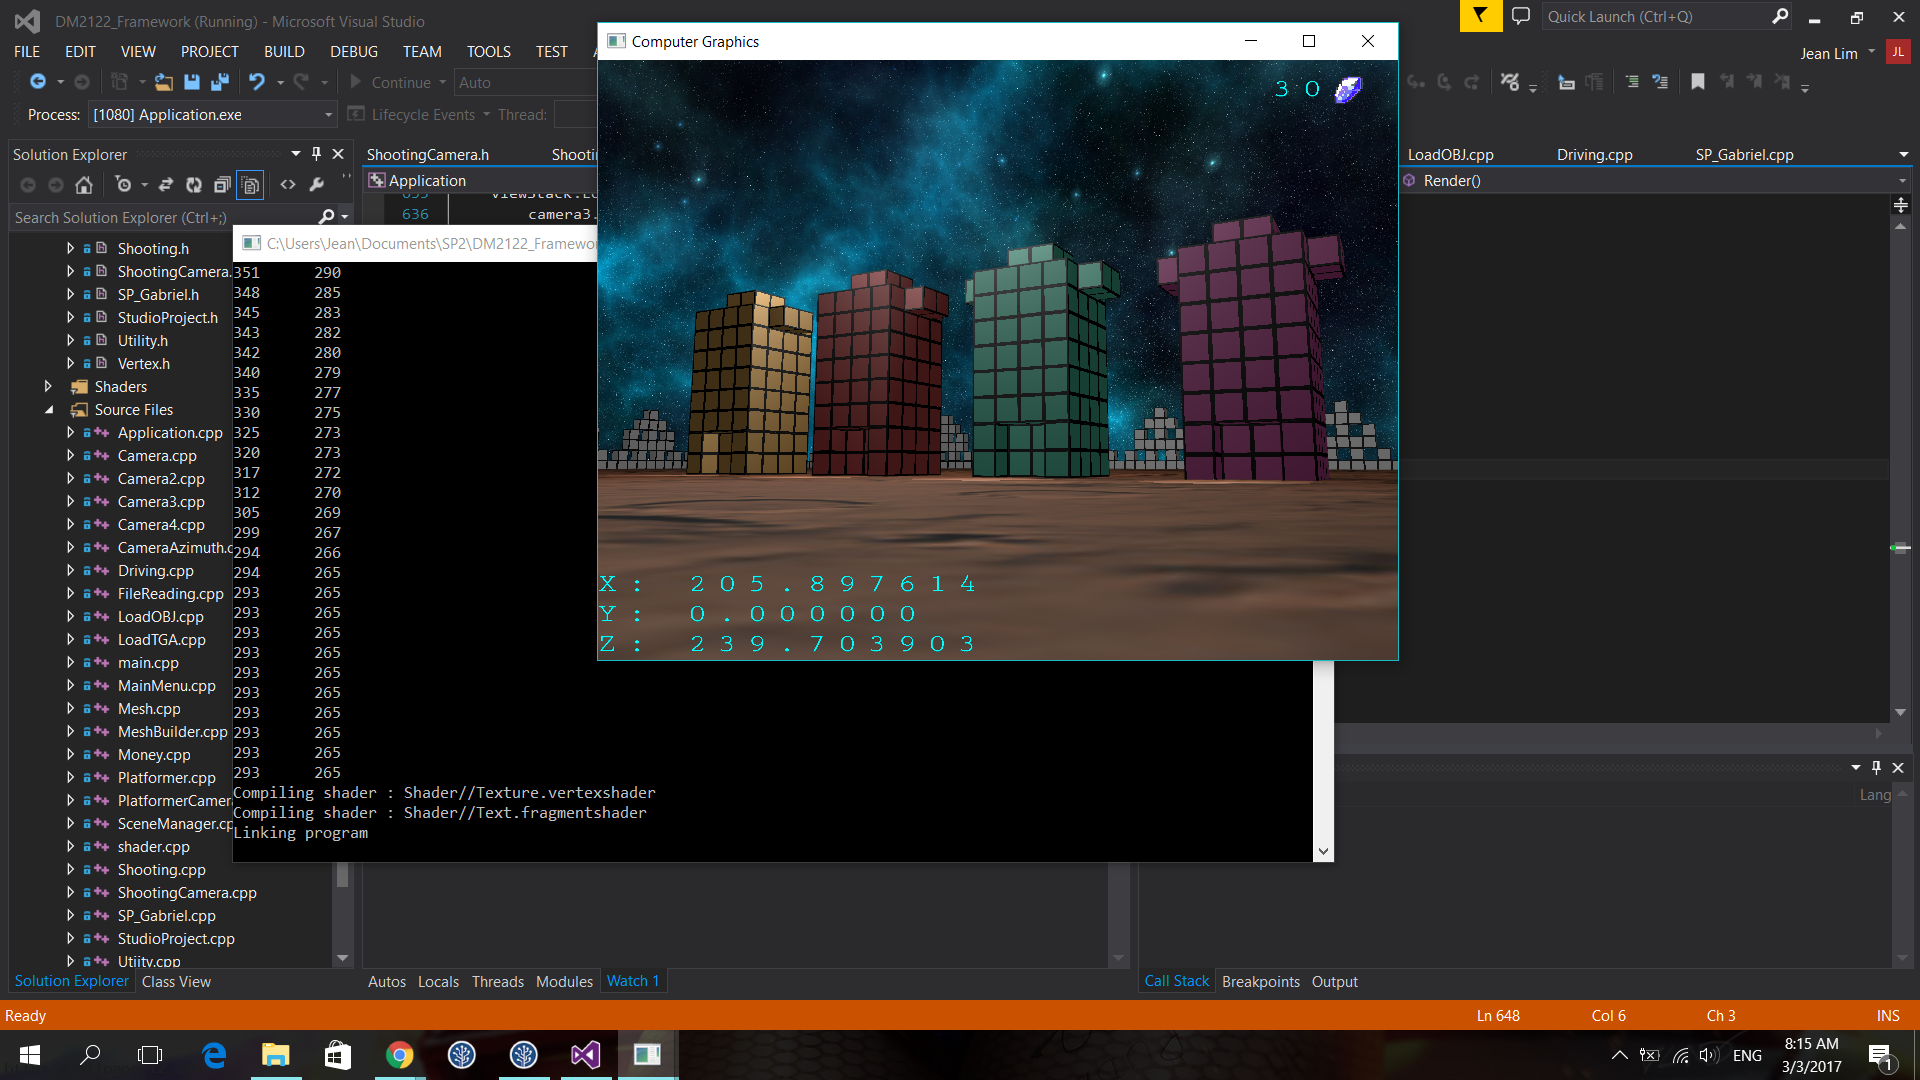 DM2122_Framework (Running) - Microsoft Visual Studio
Quick Launch (Ctrl+Q)
FILE EDIT VIEW PROJECT BUILD DEBUG TEAM TOOLS TEST
Jean Lim JL
Continue Auto
Process: [1080] Application.exe Lifecycle Events Thread:
Computer Graphics
3 0
X : 2 0 5 . 8 9 7 6 1 4
Y : 0 . 0 0 0 0 0 0
Z : 2 3 9 . 7 0 3 9 0 3
Solution Explorer
Search Solution Explorer (Ctrl+;)
Shooting.h
ShootingCamera.
SP_Gabriel.h
StudioProject.h
Utility.h
Vertex.h
Shaders
Source Files
Application.cpp
Camera.cpp
Camera2.cpp
Camera3.cpp
Camera4.cpp
CameraAzimuth.c
Driving.cpp
FileReading.cpp
LoadOBJ.cpp
LoadTGA.cpp
main.cpp
MainMenu.cpp
Mesh.cpp
MeshBuilder.cpp
Money.cpp
Platformer.cpp
PlatformerCamera
SceneManager.cp
shader.cpp
Shooting.cpp
ShootingCamera.cpp
SP_Gabriel.cpp
StudioProject.cpp
Utiity.cpp
Solution Explorer Class View
ShootingCamera.h Shooti LoadOBJ.cpp Driving.cpp SP_Gabriel.cpp
Application Render()
636 camera3.
C:\Users\Jean\Documents\SP2\DM2122_Framewor
351 290
348 285
345 283
343 282
342 280
340 279
335 277
330 275
325 273
320 273
317 272
312 270
305 269
299 267
294 266
294 265
293 265
293 265
293 265
293 265
293 265
293 265
293 265
293 265
293 265
293 265
Compiling shader : Shader//Texture.vertexshader
Compiling shader : Shader//Text.fragmentshader
Linking program
Lang
Autos Locals Threads Modules Watch 1
Call Stack Breakpoints Output
Ready Ln 648 Col 6 Ch 3 INS
ENG 8:15 AM
3/3/2017
1